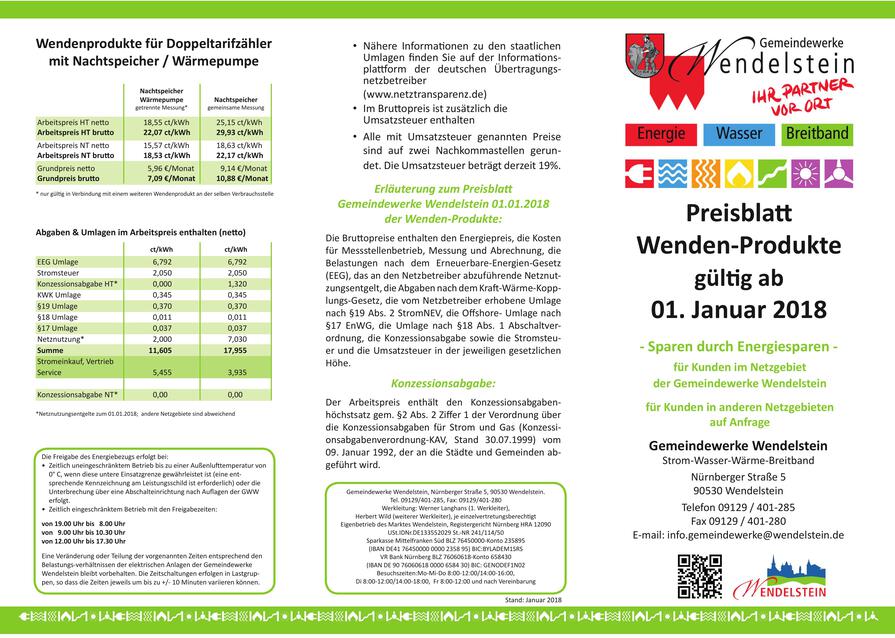 Wendenprodukte für Doppeltarifzähler
mit Nachtspeicher / Wärmepumpe
Nachtspeicher
Wärmepumpe
getrennte Messung*
Nachtspeicher
gemeinsame Messung
Arbeitspreis HT netto 18,55 ct/kWh 25,15 ct/kWh
Arbeitspreis HT brutto 22,07 ct/kWh 29,93 ct/kWh
Arbeitspreis NT netto 15,57 ct/kWh 18,63 ct/kWh
Arbeitspreis NT brutto 18,53 ct/kWh 22,17 ct/kWh
Grundpreis netto 5,96 €/Monat 9,14 €/Monat
Grundpreis brutto 7,09 €/Monat 10,88 €/Monat
* nur gültig in Verbindung mit einem weiteren Wendenprodukt an der selben Verbrauchsstelle
Abgaben & Umlagen im Arbeitspreis enthalten (netto)
ct/kWh ct/kWh
EEG Umlage 6,792 6,792
Stromsteuer 2,050 2,050
Konzessionsabgabe HT* 0,000 1,320
KWK Umlage 0,345 0,345
§19 Umlage 0,370 0,370
§18 Umlage 0,011 0,011
§17 Umlage 0,037 0,037
Netznutzung* 2,000 7,030
Summe 11,605 17,955
Stromeinkauf, Vertrieb
Service 5,455 3,935
Konzessionsabgabe NT* 0,00 0,00
*Netznutzungsentgelte zum 01.01.2018; andere Netzgebiete sind abweichend
Die Freigabe des Energiebezugs erfolgt bei:
• Zeitlich uneingeschränktem Betrieb bis zu einer Außenlufttemperatur von
0° C, wenn diese untere Einsatzgrenze gewährleistet ist (eine ent-
sprechende Kennzeichnung am Leistungsschild ist erforderlich) oder die
Unterbrechung über eine Abschalteinrichtung nach Auflagen der GWW
erfolgt.
• Zeitlich eingeschränktem Betrieb mit den Freigabezeiten:
von 19.00 Uhr bis 8.00 Uhr
von 9.00 Uhr bis 10.30 Uhr
von 12.00 Uhr bis 17.30 Uhr
Eine Veränderung oder Teilung der vorgenannten Zeiten entsprechend den
Belastungs-verhältnissen der elektrischen Anlagen der Gemeindewerke
Wendelstein bleibt vorbehalten. Die Zeitschaltungen erfolgen in Lastgrup-
pen, so dass die Zeiten jeweils um bis zu +/- 10 Minuten variieren können.
• Nähere Informationen zu den staatlichen
Umlagen finden Sie auf der Informations-
plattform der deutschen Übertragungs-
netzbetreiber
(www.netztransparenz.de)
• Im Bruttopreis ist zusätzlich die
Umsatzsteuer enthalten
• Alle mit Umsatzsteuer genannten Preise
sind auf zwei Nachkommastellen gerun-
det. Die Umsatzsteuer beträgt derzeit 19%.
Erläuterung zum Preisblatt
Gemeindewerke Wendelstein 01.01.2018
der Wenden-Produkte:
Die Bruttopreise enthalten den Energiepreis, die Kosten
für Messstellenbetrieb, Messung und Abrechnung, die
Belastungen nach dem Erneuerbare-Energien-Gesetz
(EEG), das an den Netzbetreiber abzuführende Netznut-
zungsentgelt, die Abgaben nach dem Kraft-Wärme-Kopp-
lungs-Gesetz, die vom Netzbetreiber erhobene Umlage
nach §19 Abs. 2 StromNEV, die Offshore- Umlage nach
§17 EnWG, die Umlage nach §18 Abs. 1 Abschaltver-
ordnung, die Konzessionsabgabe sowie die Stromsteu-
er und die Umsatzsteuer in der jeweiligen gesetzlichen
Höhe.
Konzessionsabgabe:
Der Arbeitspreis enthält den Konzessionsabgaben-
höchstsatz gem. §2 Abs. 2 Ziffer 1 der Verordnung über
die Konzessionsabgaben für Strom und Gas (Konzessi-
onsabgabenverordnung-KAV, Stand 30.07.1999) vom
09. Januar 1992, der an die Städte und Gemeinden ab-
geführt wird.
Gemeindewerke Wendelstein, Nürnberger Straße 5, 90530 Wendelstein.
Tel. 09129/401-285, Fax: 09129/401-280
Werkleitung: Werner Langhans (1. Werkleiter),
Herbert Wild (weiterer Werkleiter), je einzelvertretungsberechtigt
Eigenbetrieb des Marktes Wendelstein, Registergericht Nürnberg HRA 12090
USt.IDNr.DE133552029 St.-NR 241/114/50
Sparkasse Mittelfranken Süd BLZ 76450000-Konto 235895
(IBAN DE41 76450000 0000 2358 95) BIC:BYLADEM1SRS
VR Bank Nürnberg BLZ 76060618-Konto 658430
(IBAN DE 90 76060618 0000 6584 30) BIC: GENODEF1N02
Besuchszeiten:Mo-Mi-Do 8:00-12:00/14:00-16:00,
Di 8:00-12:00/14:00-18:00, Fr 8:00-12:00 und nach Vereinbarung
Stand: Januar 2018
Gemeindewerke
Wendelstein
IHR PARTNER
VOR ORT
Energie Wasser Breitband
Preisblatt
Wenden-Produkte
gültig ab
01. Januar 2018
- Sparen durch Energiesparen -
für Kunden im Netzgebiet
der Gemeindewerke Wendelstein
für Kunden in anderen Netzgebieten
auf Anfrage
Gemeindewerke Wendelstein
Strom-Wasser-Wärme-Breitband
Nürnberger Straße 5
90530 Wendelstein
Telefon 09129 / 401-285
Fax 09129 / 401-280
E-mail: info.gemeindewerke@wendelstein.de
WENDELSTEIN